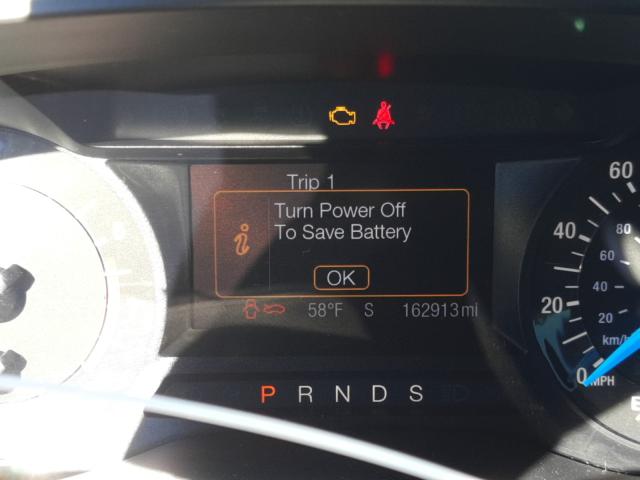 Trip 1
Turn Power Off
To Save Battery
i
OK
58°F S 162913mi
P R N D S
60
40
20
0
MPH
80
60
40
20
km/h